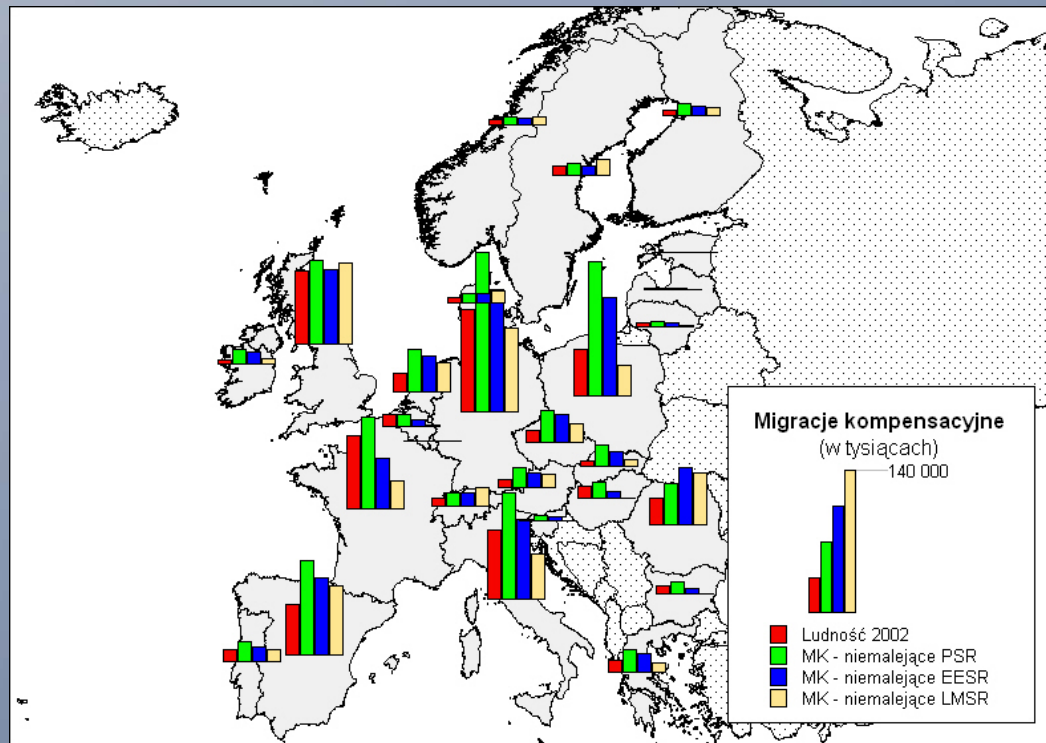 Migracje kompensacyjne
(w tysiącach)
140 000
Ludność 2002
MK - niemalejące PSR
MK - niemalejące EESR
MK - niemalejące LMSR